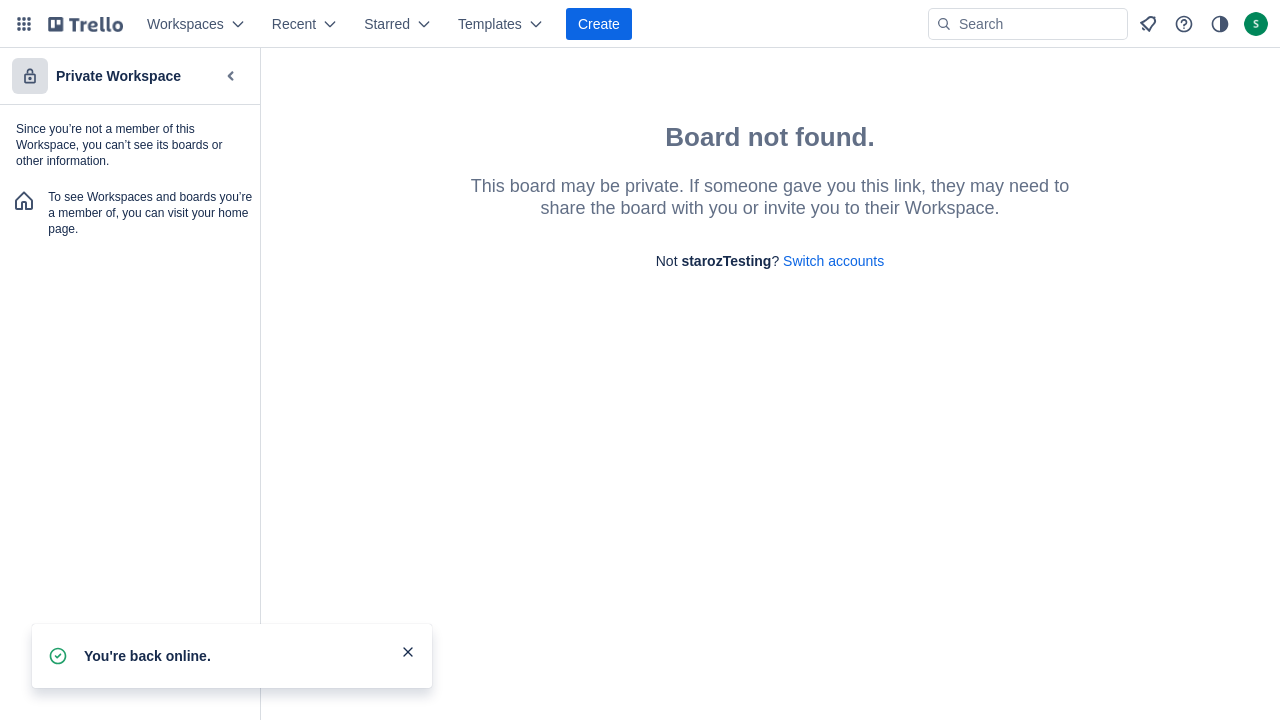 Trello
Workspaces
Recent
Starred
Templates
Create
Search
S
Private Workspace
Since you’re not a member of this
Workspace, you can’t see its boards or
other information.
To see Workspaces and boards you’re
a member of, you can visit your home
page.
Board not found.
This board may be private. If someone gave you this link, they may need to
share the board with you or invite you to their Workspace.
Not starozTesting? Switch accounts
You're back online.